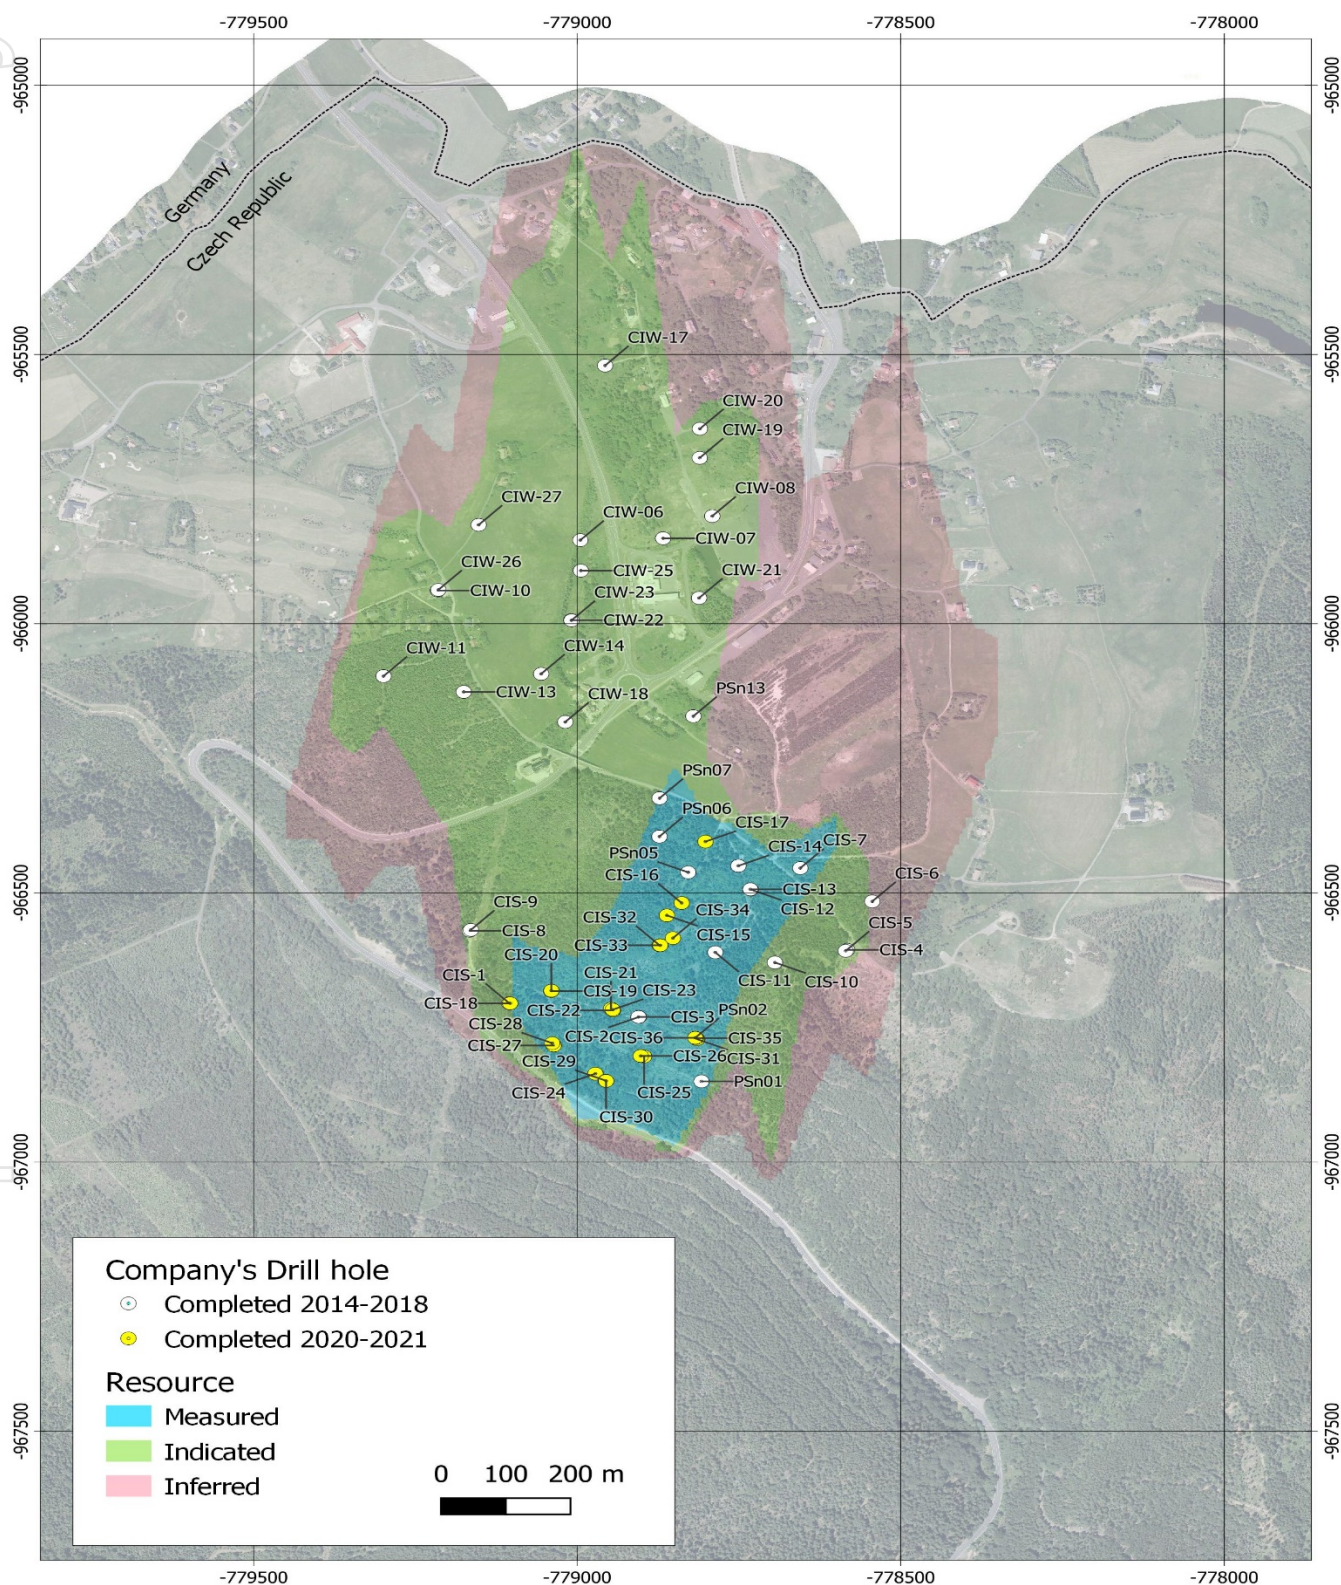 -779500
-779000
-778500
-778000
-965000
-965000
Germany
Czech Republic
-965500
-965500
CIW-17
CIW-20
CIW-19
CIW-27
CIW-08
CIW-06
CIW-07
CIW-26
CIW-25
CIW-21
CIW-10
CIW-23
-966000
-966000
CIW-22
CIW-14
CIW-11
CIW-13
CIW-18
PSn13
PSn07
PSn06
CIS-17
CIS-14
CIS-7
PSn05
CIS-16
CIS-13
CIS-6
-966500
-966500
CIS-12
CIS-9
CIS-34
CIS-32
CIS-5
CIS-8
CIS-15
CIS-33
CIS-4
CIS-20
CIS-1
CIS-21
CIS-11
CIS-10
CIS-19
CIS-23
CIS-18
CIS-22
PSn02
CIS-3
CIS-28
CIS-2
CIS-36
CIS-35
CIS-27
CIS-26
CIS-31
CIS-29
CIS-24
CIS-25
PSn01
CIS-30
-967000
-967000
Company's Drill hole
Completed 2014-2018
Completed 2020-2021
Resource
Measured
Indicated
Inferred
0 100 200 m
-967500
-967500
-779500
-779000
-778500
-778000